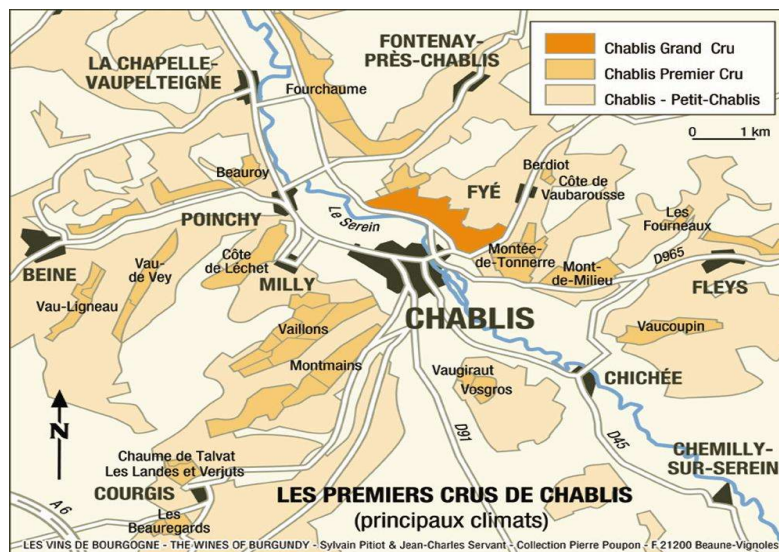 Chablis Grand Cru
Chablis Premier Cru
Chablis - Petit-Chablis
0 1 km
FONTENAY-
PRÈS-CHABLIS
LA CHAPELLE-
VAUPELTEIGNE
Fourchaume
Beauroy
Berdiot
FYÉ
Côte de
Vaubarousse
POINCHY
Le Serein
Les
Fourneaux
BEINE
Côte
de Léchet
MILLY
Montée-
de-Tonnerre
Mont-
de-Milieu
D965
FLEYS
Vau-
de Vey
Vau-Ligneau
CHABLIS
Vaillons
Montmains
Vaucoupin
Vaugiraut
Vosgros
CHICHÉE
N
D91
D45
CHEMILLY-
SUR-SEREIN
Chaume de Talvat
Les Landes et Verjuts
COURGIS
A 6
Les
Beauregards
LES PREMIERS CRUS DE CHABLIS
(principaux climats)
LES VINS DE BOURGOGNE - THE WINES OF BURGUNDY - Sylvain Pitiot & Jean-Charles Servant - Collection Pierre Poupon - F.21200 Beaune-Vignoles